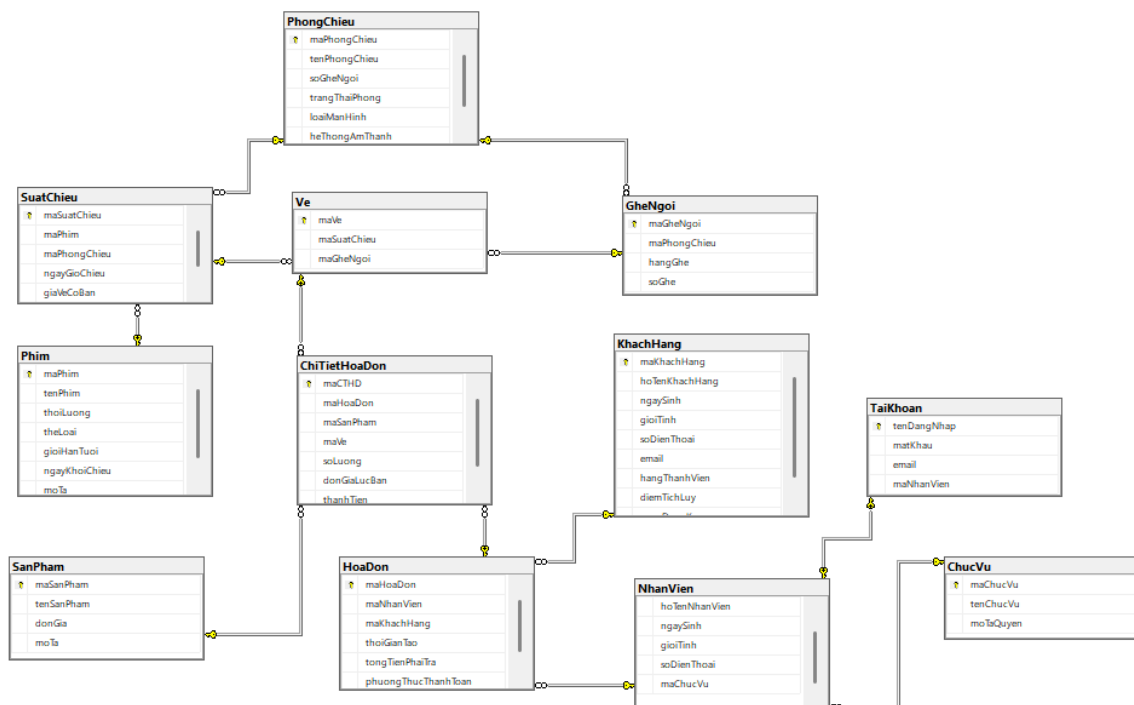 PhongChieu
maPhongChieu
tenPhongChieu
soGheNgoi
trangThaiPhong
loaiManHinh
heThongAmThanh
SuatChieu
maSuatChieu
maPhim
maPhongChieu
ngayGioChieu
giaVeCoBan
Ve
maVe
maSuatChieu
maGheNgoi
GheNgoi
maGheNgoi
maPhongChieu
hangGhe
soGhe
Phim
maPhim
tenPhim
thoiLuong
theLoai
gioiHanTuoi
ngayKhoiChieu
moTa
ChiTietHoaDon
maCTHD
maHoaDon
maSanPham
maVe
soLuong
donGiaLucBan
thanhTien
KhachHang
maKhachHang
hoTenKhachHang
ngaySinh
gioiTinh
soDienThoai
email
hangThanhVien
diemTichLuy
TaiKhoan
tenDangNhap
matKhau
email
maNhanVien
SanPham
maSanPham
tenSanPham
donGia
moTa
HoaDon
maHoaDon
maNhanVien
maKhachHang
thoiGianTao
tongTienPhaiTra
phuongThucThanhToan
NhanVien
hoTenNhanVien
ngaySinh
gioiTinh
soDienThoai
maChucVu
ChucVu
maChucVu
tenChucVu
moTaQuyen